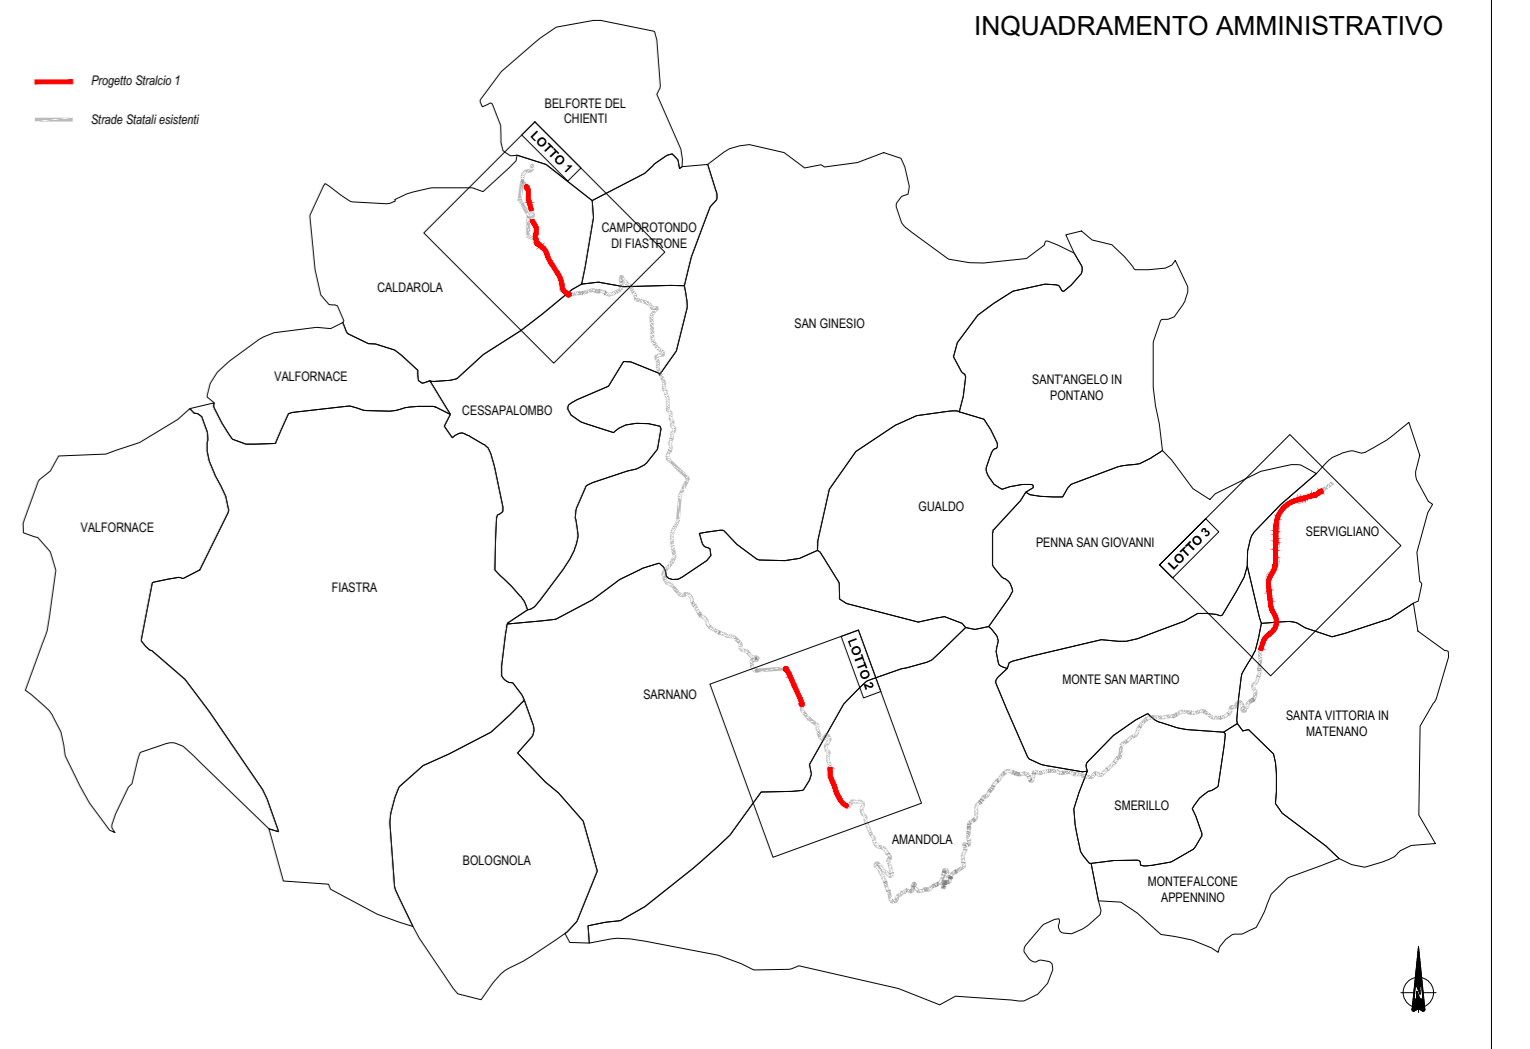 INQUADRAMENTO AMMINISTRATIVO
Progetto Stralcio 1
Strade Statali esistenti
BELFORTE DEL
CHIENTI
LOTTO 1
CAMPOROTONDO
DI FIASTRONE
CALDAROLA
SAN GINESIO
VALFORNACE
SANT'ANGELO IN
PONTANO
CESSAPALOMBO
GUALDO
VALFORNACE
PENNA SAN GIOVANNI
LOTTO 3
SERVIGLIANO
FIASTRA
LOTTO 2
SARNANO
MONTE SAN MARTINO
SANTA VITTORIA IN
MATENANO
SMERILLO
AMANDOLA
BOLOGNOLA
MONTEFALCONE
APPENNINO
N